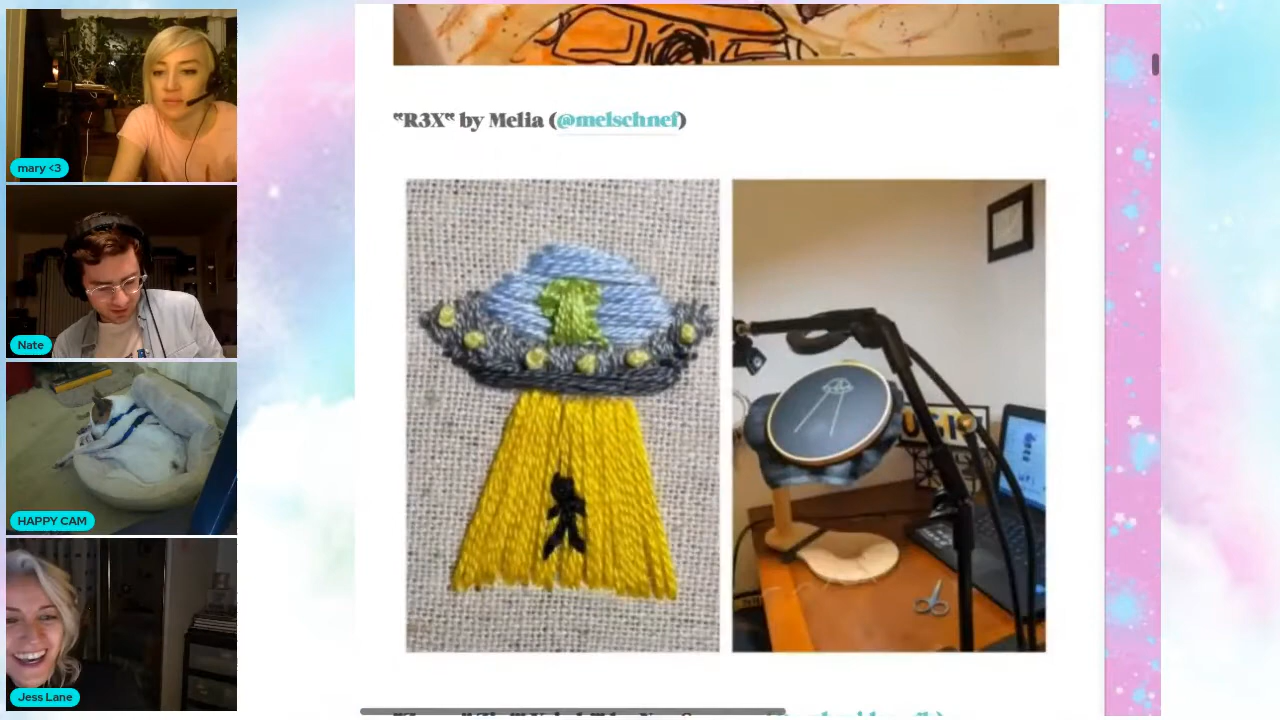 mary <3
Nate
HAPPY CAM
Jess Lane
"R3X" by Melia (@melschnef)